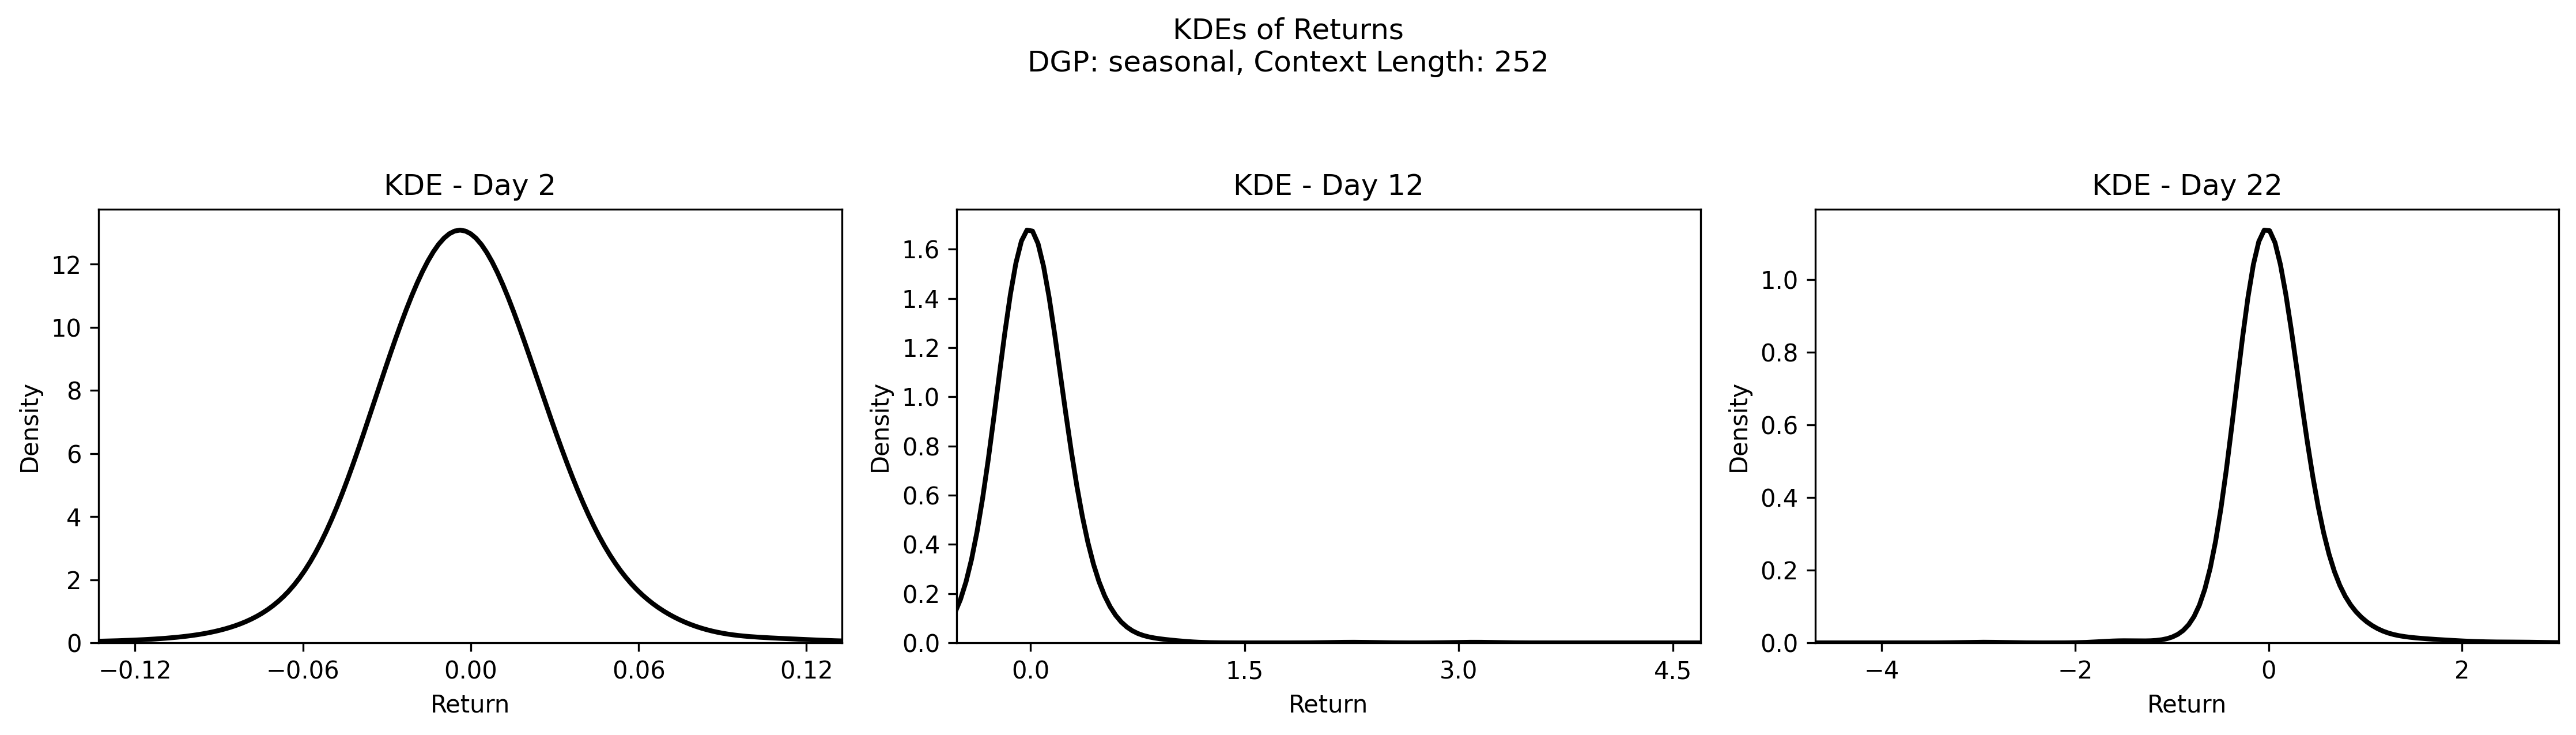 KDEs of Returns
DGP: seasonal, Context Length: 252
KDE - Day 2
Density
12
10
8
6
4
2
0
−0.12 −0.06 0.00 0.06 0.12
Return
KDE - Day 12
Density
1.6
1.4
1.2
1.0
0.8
0.6
0.4
0.2
0.0
0.0 1.5 3.0 4.5
Return
KDE - Day 22
Density
1.0
0.8
0.6
0.4
0.2
0.0
−4 −2 0 2
Return